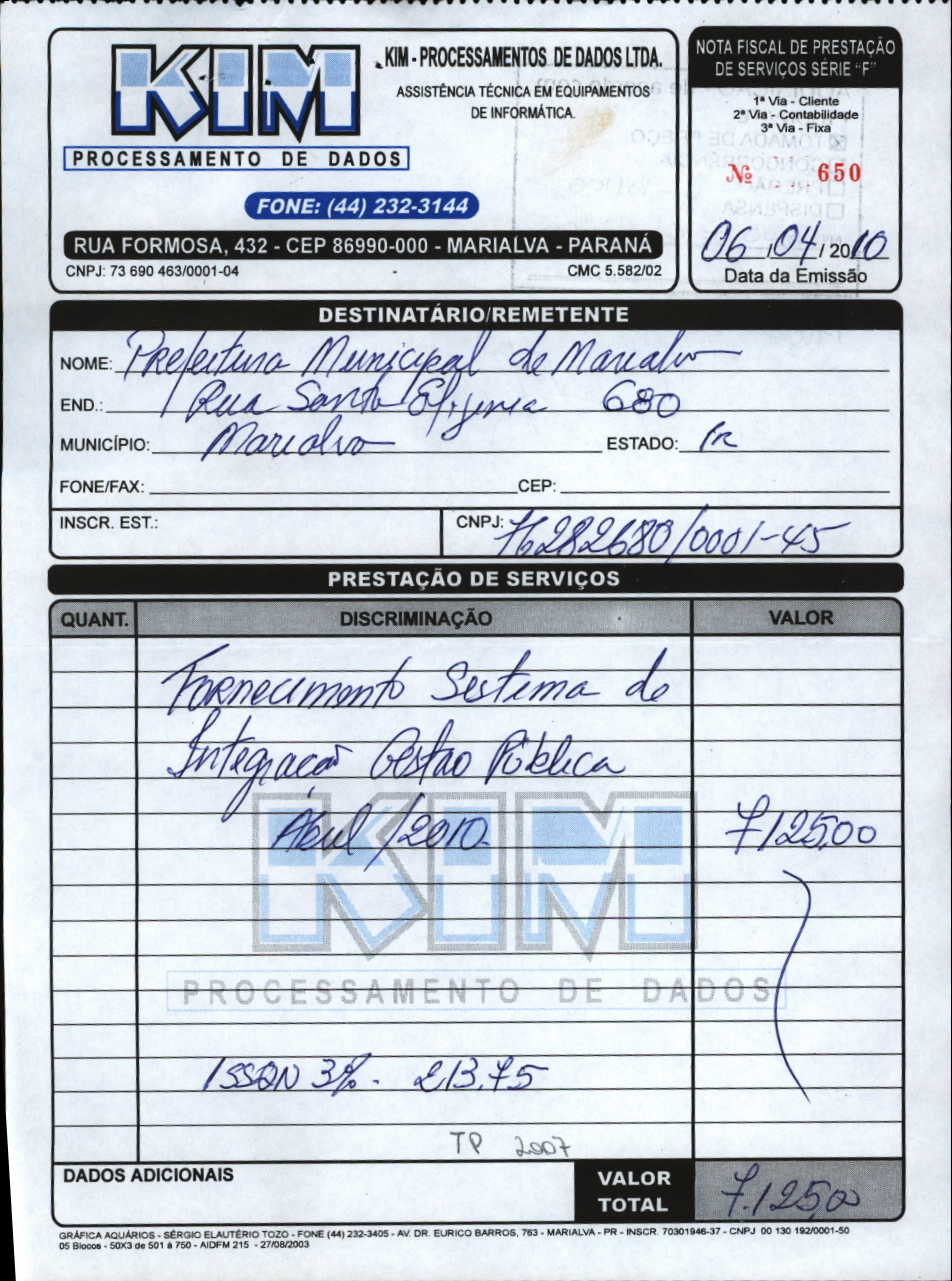 KIM
PROCESSAMENTO DE DADOS
KIM - PROCESSAMENTOS DE DADOS LTDA.
ASSISTÊNCIA TÉCNICA EM EQUIPAMENTOS
DE INFORMÁTICA.
FONE: (44) 232-3144
RUA FORMOSA, 432 - CEP 86990-000 - MARIALVA - PARANÁ
CNPJ: 73 690 463/0001-04 CMC 5.582/02
NOTA FISCAL DE PRESTAÇÃO
DE SERVIÇOS SÉRIE “F”
1ª Via - Cliente
2ª Via - Contabilidade
3ª Via - Fixa
Nº 650
06/04/2010
Data da Emissão
DESTINATÁRIO/REMETENTE
NOME: Prefeitura Municipal de Marialva
END.: Rua Santa Efigenia 680
MUNICÍPIO: Marialva ESTADO: Pr
FONE/FAX: CEP:
INSCR. EST.: CNPJ: 76282680/0001-45
PRESTAÇÃO DE SERVIÇOS
QUANT. DISCRIMINAÇÃO VALOR
Fornecimento Sistema de
Integração Gestão Pública
Abril/2010. 7125,00
KIM
PROCESSAMENTO DE DADOS
ISSQN 3%. 213,75
TP 2007
DADOS ADICIONAIS
VALOR
TOTAL 7.125,00
GRÁFICA AQUÁRIOS - SÉRGIO ELAUTÉRIO TOZO - FONE (44) 232-3405 - AV. DR. EURICO BARROS, 763 - MARIALVA - PR - INSCR. 70301946-37 - CNPJ 00 130 192/0001-50
05 Blocos - 50X3 de 501 à 750 - AIDFM 215 - 27/08/2003